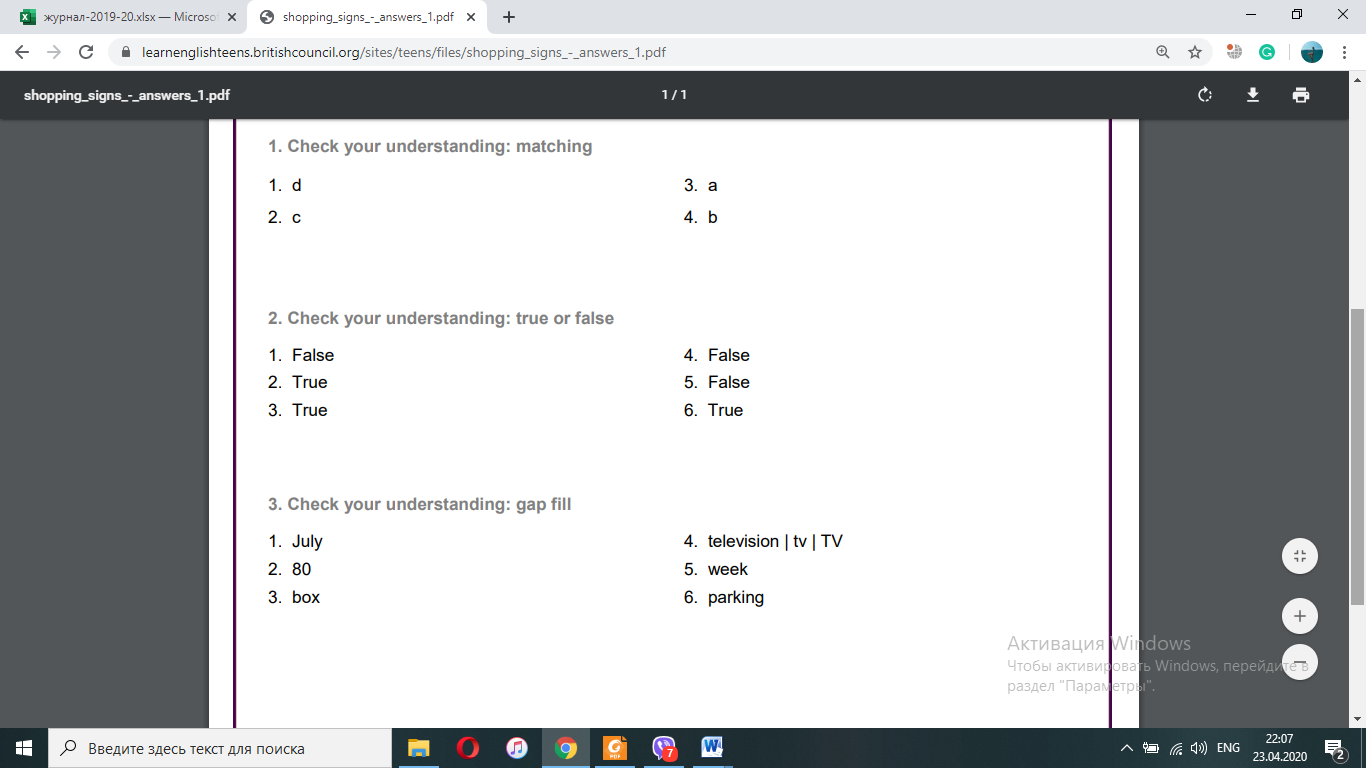 журнал-2019-20.xlsx — Microsof
shopping_signs_-_answers_1.pdf
learnenglishteens.britishcouncil.org/sites/teens/files/shopping_signs_-_answers_1.pdf
shopping_signs_-_answers_1.pdf
1 / 1
1. Check your understanding: matching
1. d
2. c
3. a
4. b
2. Check your understanding: true or false
1. False
2. True
3. True
4. False
5. False
6. True
3. Check your understanding: gap fill
1. July
2. 80
3. box
4. television | tv | TV
5. week
6. parking
Активация Windows
Чтобы активировать Windows, перейдите в
раздел "Параметры".
Введите здесь текст для поиска
PDF
7
ENG
22:07
23.04.2020
2